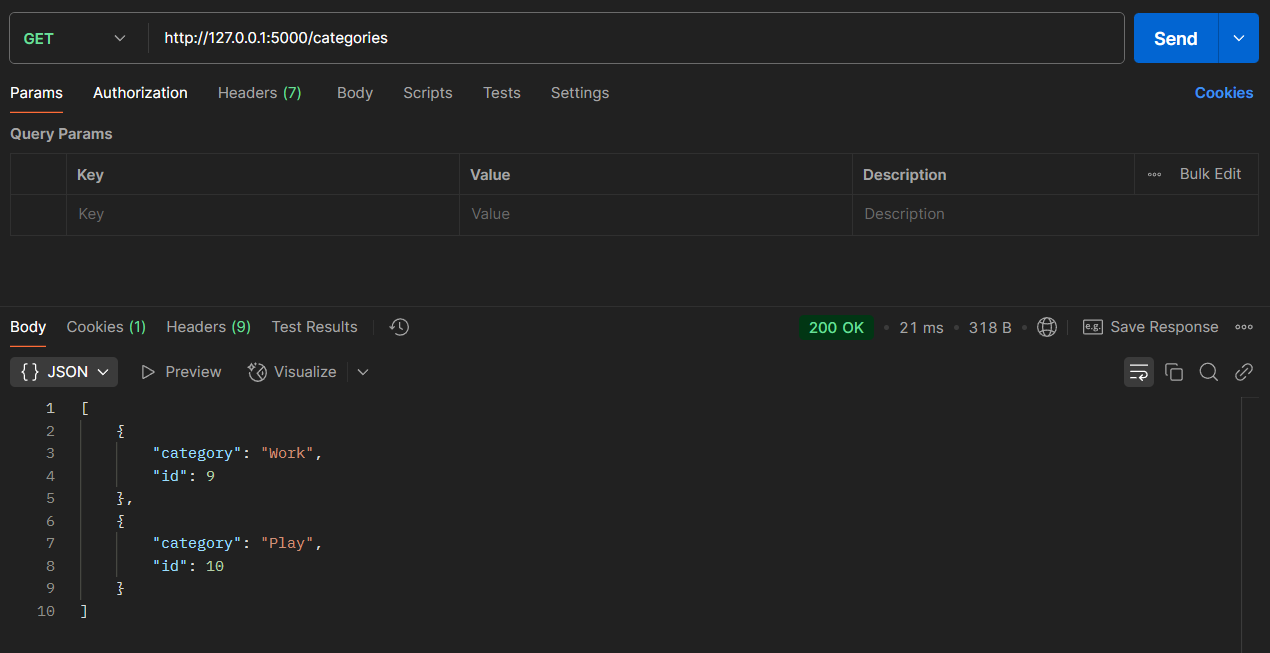 GET http://127.0.0.1:5000/categories Send
Params Authorization Headers (7) Body Scripts Tests Settings Cookies
Query Params
Key Value Description Bulk Edit
Key Value Description
Body Cookies (1) Headers (9) Test Results 200 OK • 21 ms • 318 B • e.g. Save Response
{} JSON Preview Visualize
1 [
2 {
3 "category": "Work",
4 "id": 9
5 },
6 {
7 "category": "Play",
8 "id": 10
9 }
10 ]